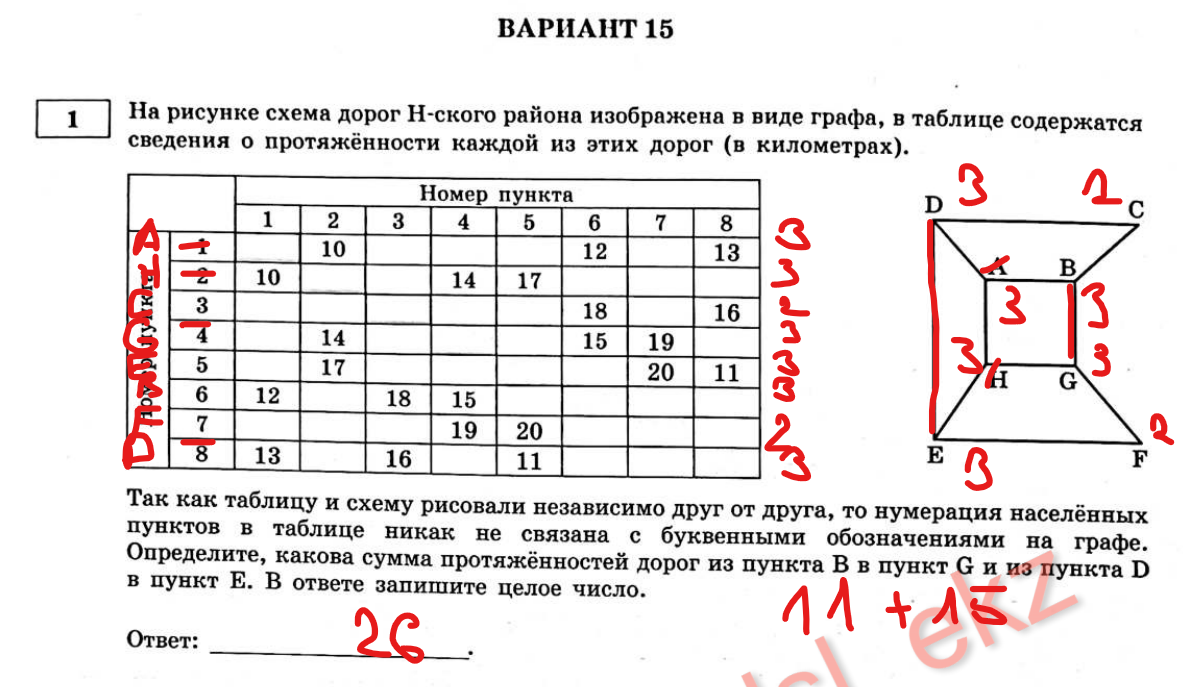 ВАРИАНТ 15
1
На рисунке схема дорог Н-ского района изображена в виде графа, в таблице содержатся
сведения о протяжённости каждой из этих дорог (в километрах).
Номер пункта
1 2 3 4 5 6 7 8
1 10 12 13 3
2 10 14 17 3
3 18 16
4 14 15 19
5 17 20 11
6 12 18 15
7 19 20 2
8 13 16 11 3
D 3 2 C
A B
3 3
3 3
H G
E 3 F 2
Так как таблицу и схему рисовали независимо друг от друга, то нумерация населённых
пунктов в таблице никак не связана с буквенными обозначениями на графе.
Определите, какова сумма протяжённостей дорог из пункта B в пункт G и из пункта D
в пункт E. В ответе запишите целое число.
11 + 15
Ответ: 26.
ekz